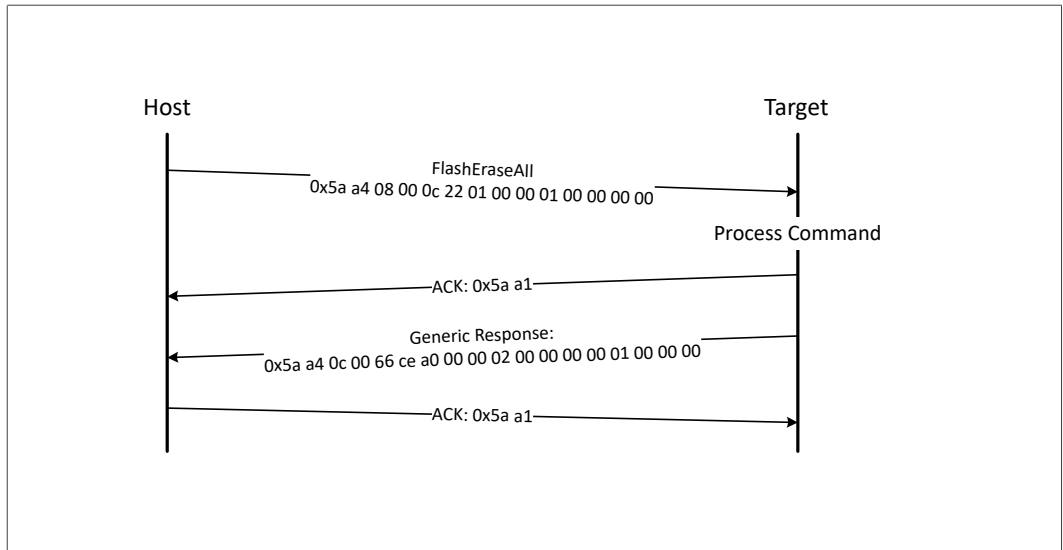 Host
Target
FlashEraseAll
0x5a a4 08 00 0c 22 01 00 00 01 00 00 00 00
Process Command
ACK: 0x5a a1
Generic Response:
0x5a a4 0c 00 66 ce a0 00 00 02 00 00 00 00 01 00 00 00
ACK: 0x5a a1